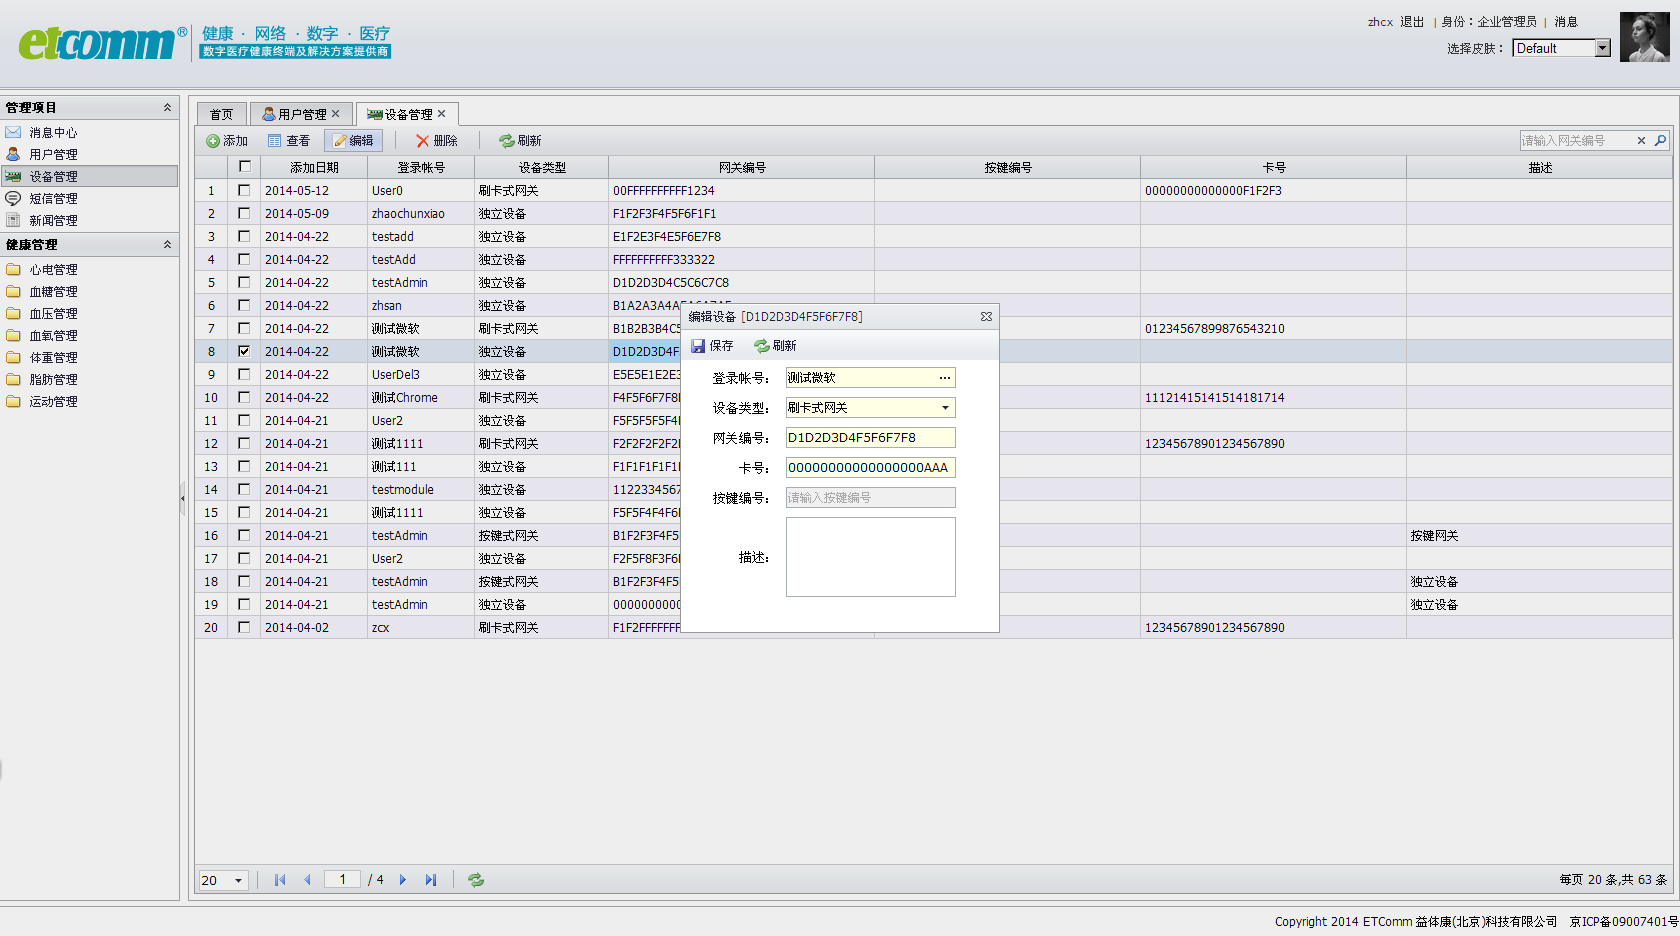 etcomm®
健康 · 网络 · 数字 · 医疗
数字医疗健康终端及解决方案提供商
zhcx 退出 | 身份：企业管理员 | 消息
选择皮肤： Default
管理项目
消息中心
用户管理
设备管理
短信管理
新闻管理
健康管理
心电管理
血糖管理
血压管理
血氧管理
体重管理
脂肪管理
运动管理
首页 用户管理 设备管理
添加 查看 编辑 删除 刷新 请输入网关编号
添加日期 登录帐号 设备类型 网关编号 按键编号 卡号 描述
1 2014-05-12 User0 刷卡式网关 00FFFFFFFFFF1234 00000000000000F1F2F3
2 2014-05-09 zhaochunxiao 独立设备 F1F2F3F4F5F6F1F1
3 2014-04-22 testadd 独立设备 E1F2E3F4E5F6E7F8
4 2014-04-22 testAdd 独立设备 FFFFFFFFFF333322
5 2014-04-22 testAdmin 独立设备 D1D2D3D4C5C6C7C8
6 2014-04-22 zhsan 独立设备
7 2014-04-22 测试微软 刷卡式网关 B1B2B3B4C5 01234567899876543210
8 2014-04-22 测试微软 独立设备 D1D2D3D4F
9 2014-04-22 UserDel3 独立设备 E5E5E1E2E3
10 2014-04-22 测试Chrome 刷卡式网关 F4F5F6F7F8 11121415141514181714
11 2014-04-21 User2 独立设备 F5F5F5F5F4
12 2014-04-21 测试1111 刷卡式网关 F2F2F2F2F2 12345678901234567890
13 2014-04-21 测试111 独立设备 F1F1F1F1F1
14 2014-04-21 testmodule 独立设备 1122334567
15 2014-04-21 测试1111 独立设备 F5F5F4F4F6
16 2014-04-21 testAdmin 按键式网关 B1F2F3F4F5 按键网关
17 2014-04-21 User2 独立设备 F2F5F8F3F6
18 2014-04-21 testAdmin 按键式网关 B1F2F3F4F5 独立设备
19 2014-04-21 testAdmin 独立设备 0000000000 独立设备
20 2014-04-02 zcx 刷卡式网关 F1F2FFFFFFF 12345678901234567890
编辑设备 [D1D2D3D4F5F6F7F8]
保存 刷新
登录帐号： 测试微软 ...
设备类型： 刷卡式网关
网关编号： D1D2D3D4F5F6F7F8
卡号： 00000000000000000AAA
按键编号： 请输入按键编号
描述：
20 1 / 4 每页 20 条,共 63 条
Copyright 2014 ETComm 益体康(北京)科技有限公司 京ICP备09007401号